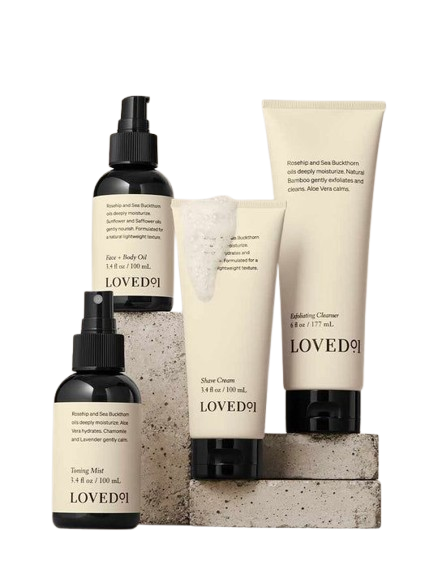 Rosehip and Sea Buckthorn
oils deeply moisturize.
Sunflower and Safflower oils
gently nourish. Formulated for
a natural lightweight texture.
Face + Body Oil
3.4 fl oz / 100 mL
LOVED01
Rosehip and Sea Buckthorn
oils deeply moisturize. Natural
Bamboo gently exfoliates and
cleans. Aloe Vera calms.
Exfoliating Cleanser
6 fl oz / 177 mL
LOVED01
Buckthorn
moisturize.
and
Formulated for a
lightweight texture.
Shave Cream
3.4 fl oz / 100 mL
LOVED01
Rosehip and Sea Buckthorn
oils deeply moisturize. Aloe
Vera hydrates. Chamomile
and Lavender gently calm.
Toning Mist
3.4 fl oz / 100 mL
LOVED01